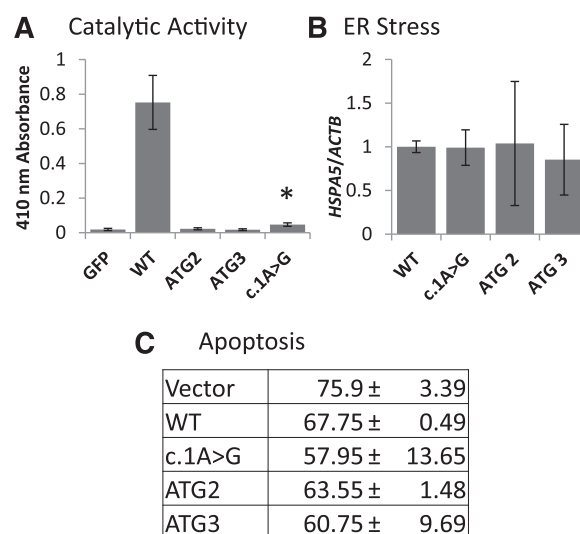 A Catalytic Activity
410 nm Absorbance
1
0.8
0.6
0.4
0.2
0
*
GFP
WT
ATG2
ATG3
c.1A>G
B ER Stress
HSPA5/ACTB
2
1.5
1
0.5
0
WT
c.1A>G
ATG 2
ATG 3
C Apoptosis
Vector 75.9 ± 3.39
WT 67.75 ± 0.49
c.1A>G 57.95 ± 13.65
ATG2 63.55 ± 1.48
ATG3 60.75 ± 9.69